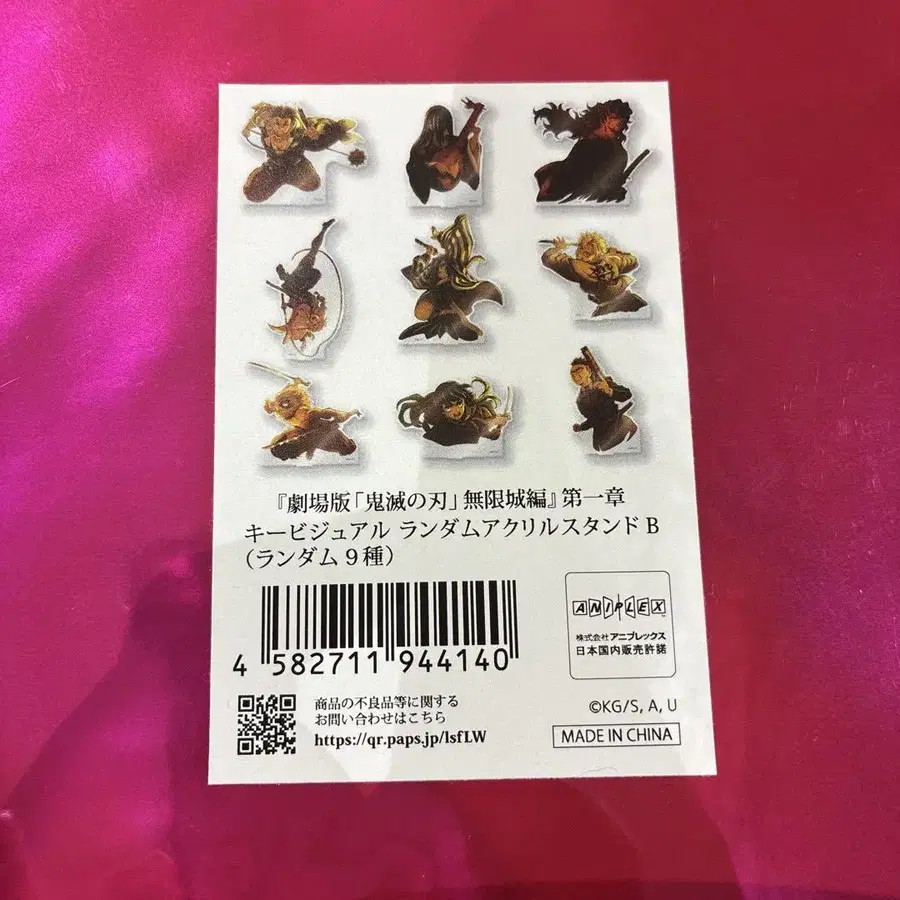 『劇場版「鬼滅の刃」無限城編』第一章
キービジュアル ランダムアクリルスタンド B
（ランダム９種）
4 582711 944140
ANIPLEX
株式会社アニプレックス
日本国内販売許諾
商品の不良品等に関する
お問い合わせはこちら
https://qr.paps.jp/lsfLW
©KG/S, A, U
MADE IN CHINA